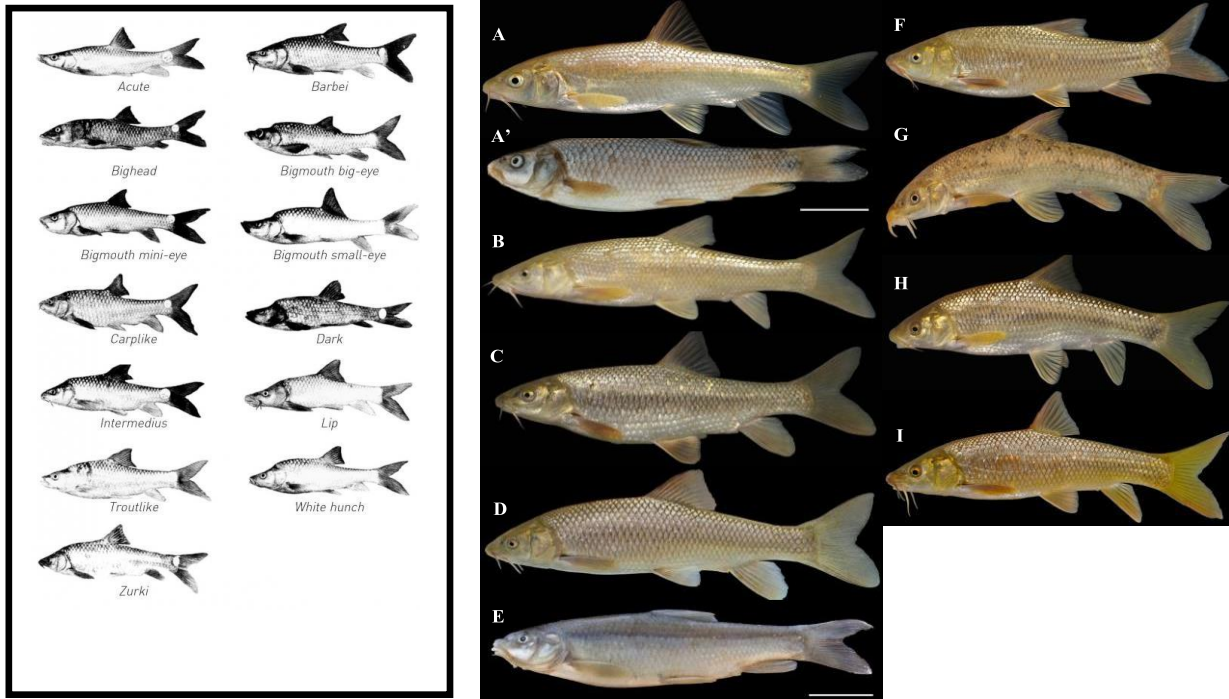 Acute
Barbei
Bighead
Bigmouth big-eye
Bigmouth mini-eye
Bigmouth small-eye
Carplike
Dark
Intermedius
Lip
Troutlike
White hunch
Zurki
A
A’
B
C
D
E
F
G
H
I